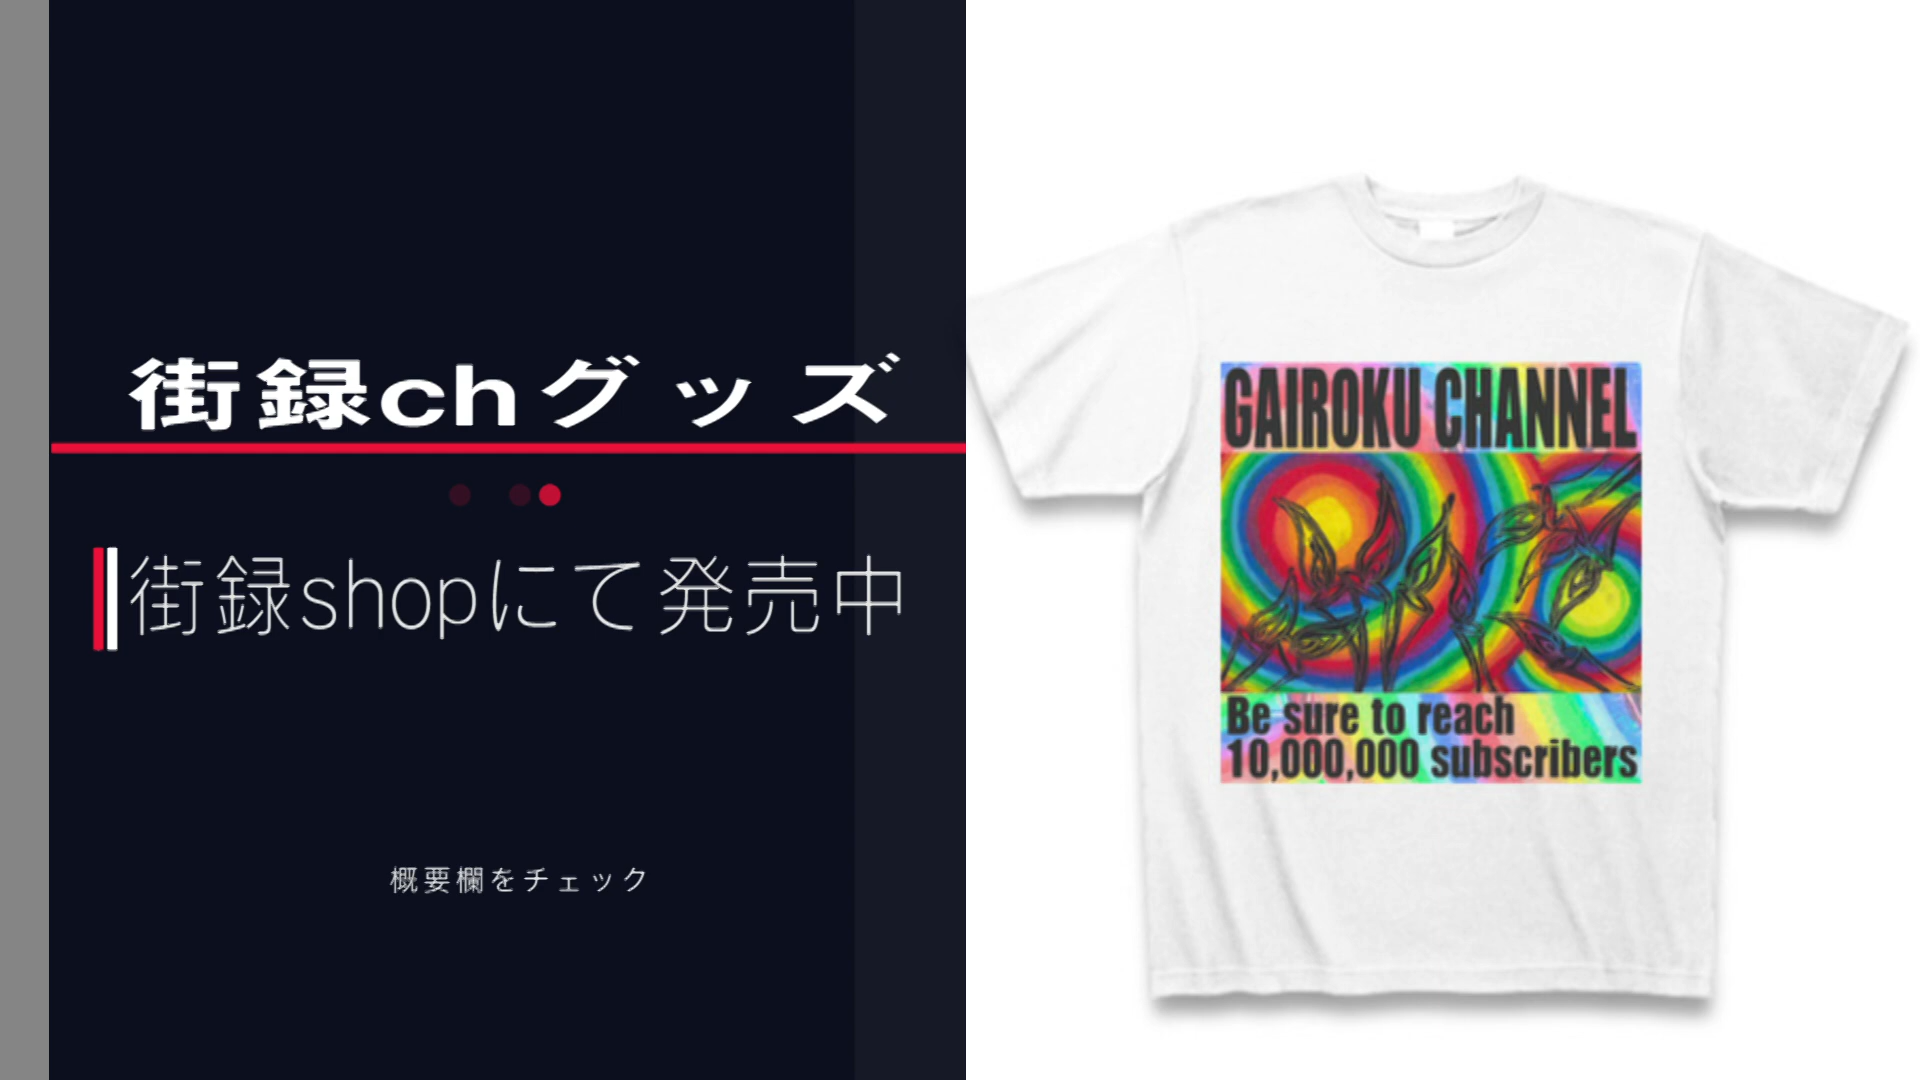 街録chグッズ
街録shopにて発売中
概要欄をチェック
GAIROKU CHANNEL
Be sure to reach
10,000,000 subscribers